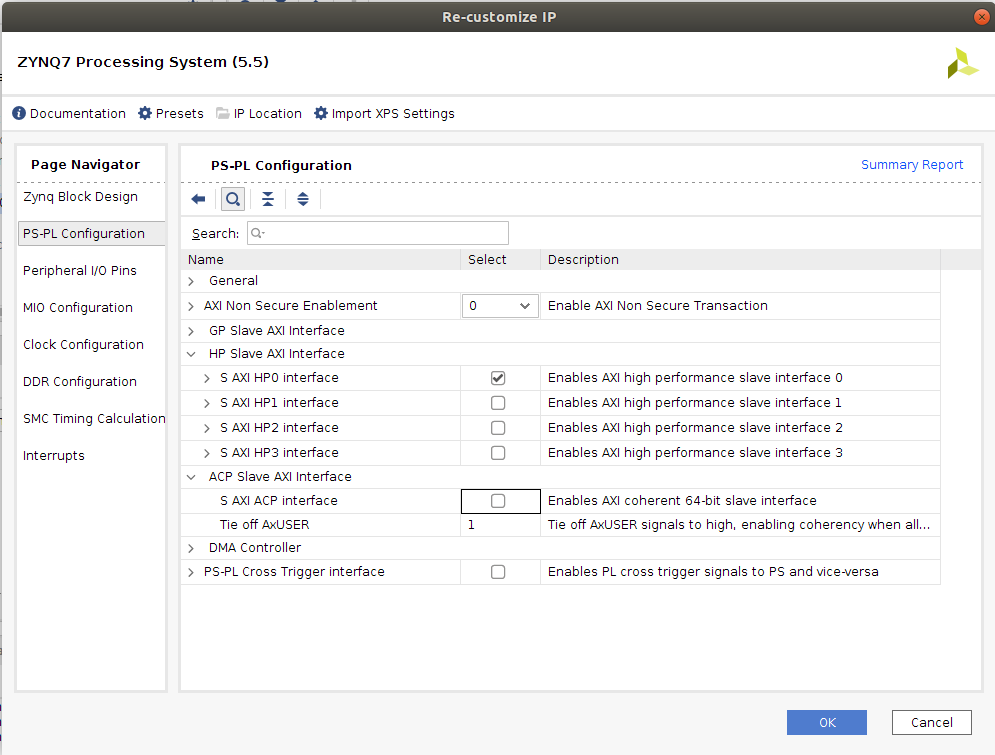 Re-customize IP
ZYNQ7 Processing System (5.5)
Documentation Presets IP Location Import XPS Settings
Page Navigator
Zynq Block Design
PS-PL Configuration
Peripheral I/O Pins
MIO Configuration
Clock Configuration
DDR Configuration
SMC Timing Calculation
Interrupts
PS-PL Configuration Summary Report
Search:
Name Select Description
General
AXI Non Secure Enablement 0 Enable AXI Non Secure Transaction
GP Slave AXI Interface
HP Slave AXI Interface
S AXI HP0 interface Enables AXI high performance slave interface 0
S AXI HP1 interface Enables AXI high performance slave interface 1
S AXI HP2 interface Enables AXI high performance slave interface 2
S AXI HP3 interface Enables AXI high performance slave interface 3
ACP Slave AXI Interface
S AXI ACP interface Enables AXI coherent 64-bit slave interface
Tie off AxUSER 1 Tie off AxUSER signals to high, enabling coherency when all...
DMA Controller
PS-PL Cross Trigger interface Enables PL cross trigger signals to PS and vice-versa
OK Cancel